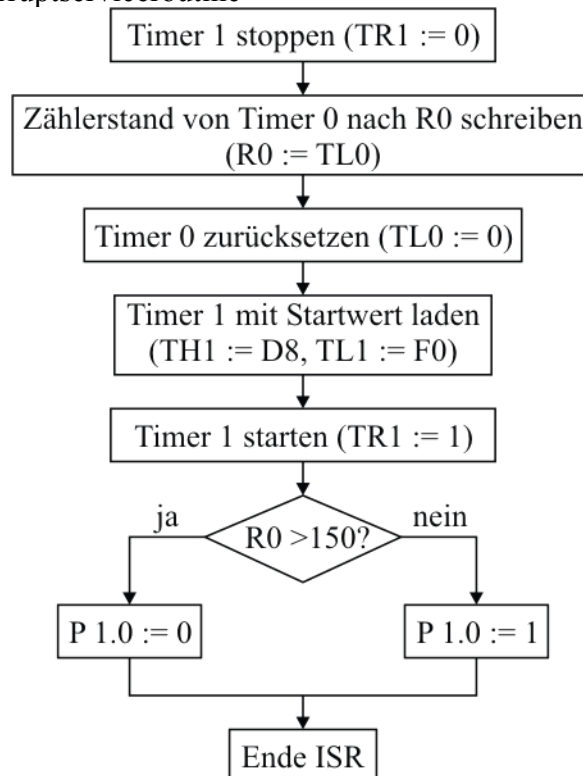 Timer 1 stoppen (TR1 := 0)
Zählerstand von Timer 0 nach R0 schreiben
(R0 := TL0)
Timer 0 zurücksetzen (TL0 := 0)
Timer 1 mit Startwert laden
(TH1 := D8, TL1 := F0)
Timer 1 starten (TR1 := 1)
ja
nein
R0 >150?
P 1.0 := 0
P 1.0 := 1
Ende ISR